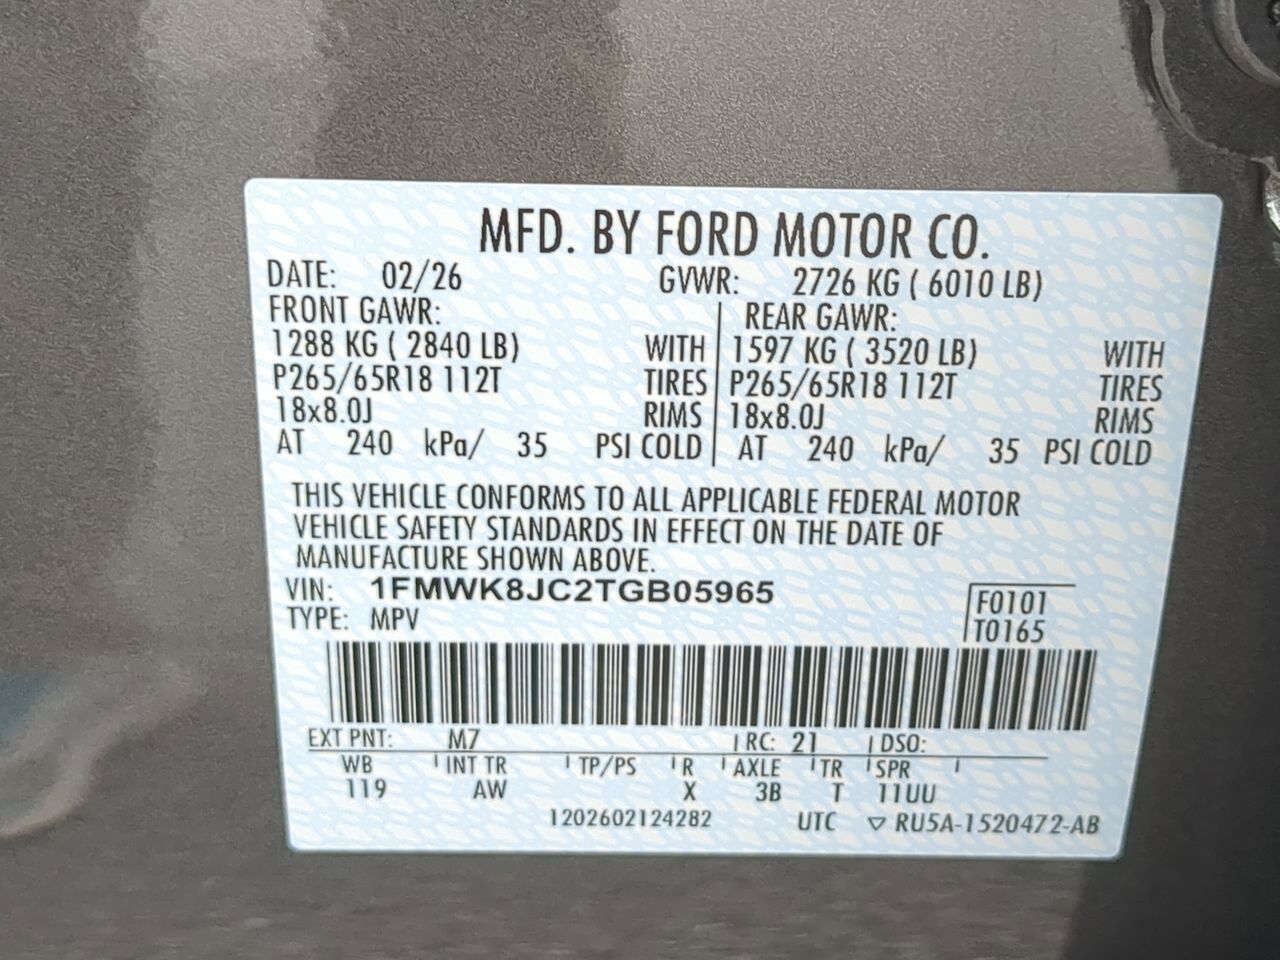 MFD. BY FORD MOTOR CO.
DATE: 02/26 GVWR: 2726 KG ( 6010 LB)
FRONT GAWR: REAR GAWR:
1288 KG ( 2840 LB) WITH 1597 KG ( 3520 LB) WITH
P265/65R18 112T TIRES P265/65R18 112T TIRES
18x8.0J RIMS 18x8.0J RIMS
AT 240 kPa/ 35 PSI COLD AT 240 kPa/ 35 PSI COLD
THIS VEHICLE CONFORMS TO ALL APPLICABLE FEDERAL MOTOR
VEHICLE SAFETY STANDARDS IN EFFECT ON THE DATE OF
MANUFACTURE SHOWN ABOVE.
VIN: 1FMWK8JC2TGB05965 F0101
TYPE: MPV T0165
EXT PNT: M7 RC: 21 DSO:
WB INT TR TP/PS R AXLE TR SPR
119 AW X 3B T 11UU
1202602124282 UTC ▽ RU5A-1520472-AB